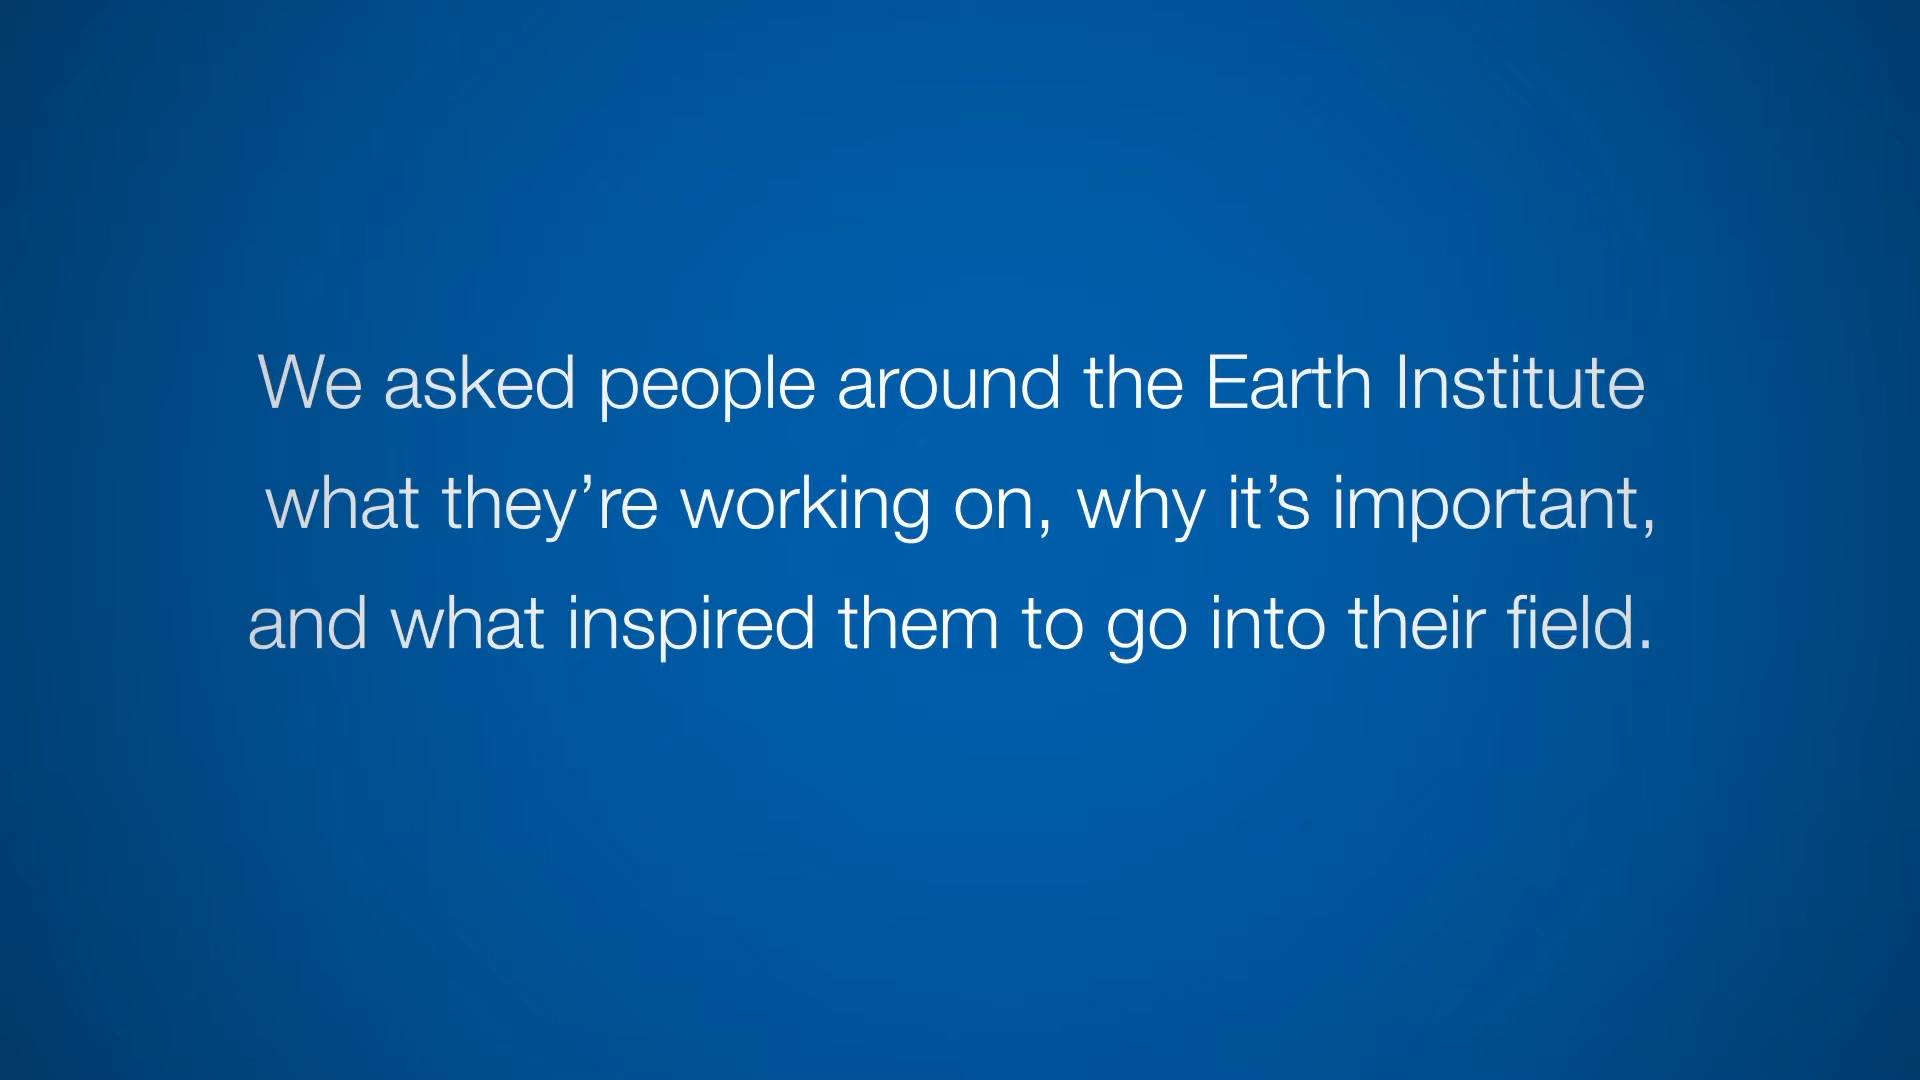 We asked people around the Earth Institute
what they’re working on, why it’s important,
and what inspired them to go into their field.